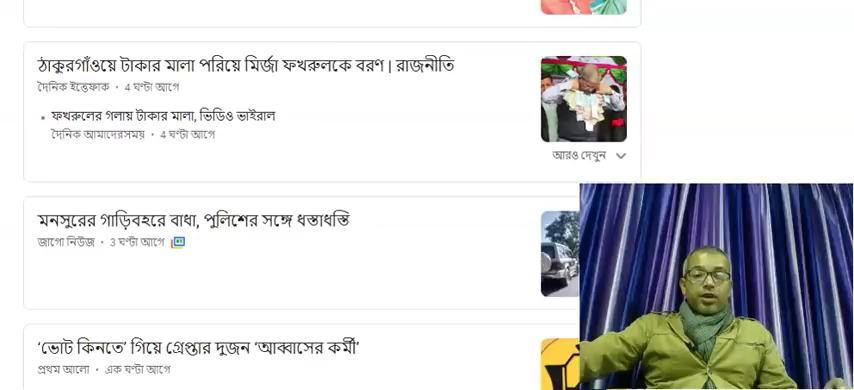 ঠাকুরগাঁওয়ে টাকার মালা পরিয়ে মির্জা ফখরুলকে বরণ | রাজনীতি
দৈনিক ইত্তেফাক • 4 ঘণ্টা আগে
• ফখরুলের গলায় টাকার মালা, ভিডিও ভাইরাল
দৈনিক আমাদেরসময় • 4 ঘণ্টা আগে
আরও দেখুন
মনসুরের গাড়িবহরে বাধা, পুলিশের সঙ্গে ধস্তাধস্তি
জাগো নিউজ • 3 ঘণ্টা আগে
‘ভোট কিনতে’ গিয়ে গ্রেপ্তার দুজন ‘আব্বাসের কর্মী’
প্রথম আলো • এক ঘণ্টা আগে